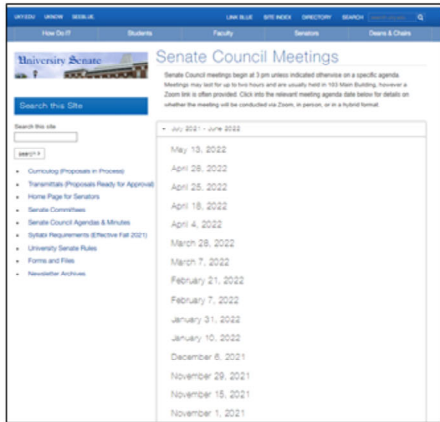 UKY.EDU UKNOW SEEBLUE. LINK BLUE SITE INDEX DIRECTORY SEARCH
How Do I? Students Faculty Senators Deans & Chairs
University Senate
Search this Site
Search this site
Curriculog (Proposals in Process)
Transmittals (Proposals Ready for Approval)
Home Page for Senators
Senate Committees
Senate Council Agendas & Minutes
Syllabi Requirements (Effective Fall 2021)
University Senate Rules
Forms and Files
Newsletter Archives
Senate Council Meetings
Senate Council meetings begin at 3 pm unless indicated otherwise on a specific agenda.
Meetings may last for up to two hours and are usually held in 103 Main Building, however a
Zoom link is often provided. Click into the relevant meeting agenda date below for details on
whether the meeting will be conducted via Zoom, in person, or in a hybrid format.
July 2021 - June 2022
May 13, 2022
April 25, 2022
April 18, 2022
April 4, 2022
March 28, 2022
March 7, 2022
February 21, 2022
February 7, 2022
January 31, 2022
January 10, 2022
December 6, 2021
November 29, 2021
November 15, 2021
November 1, 2021